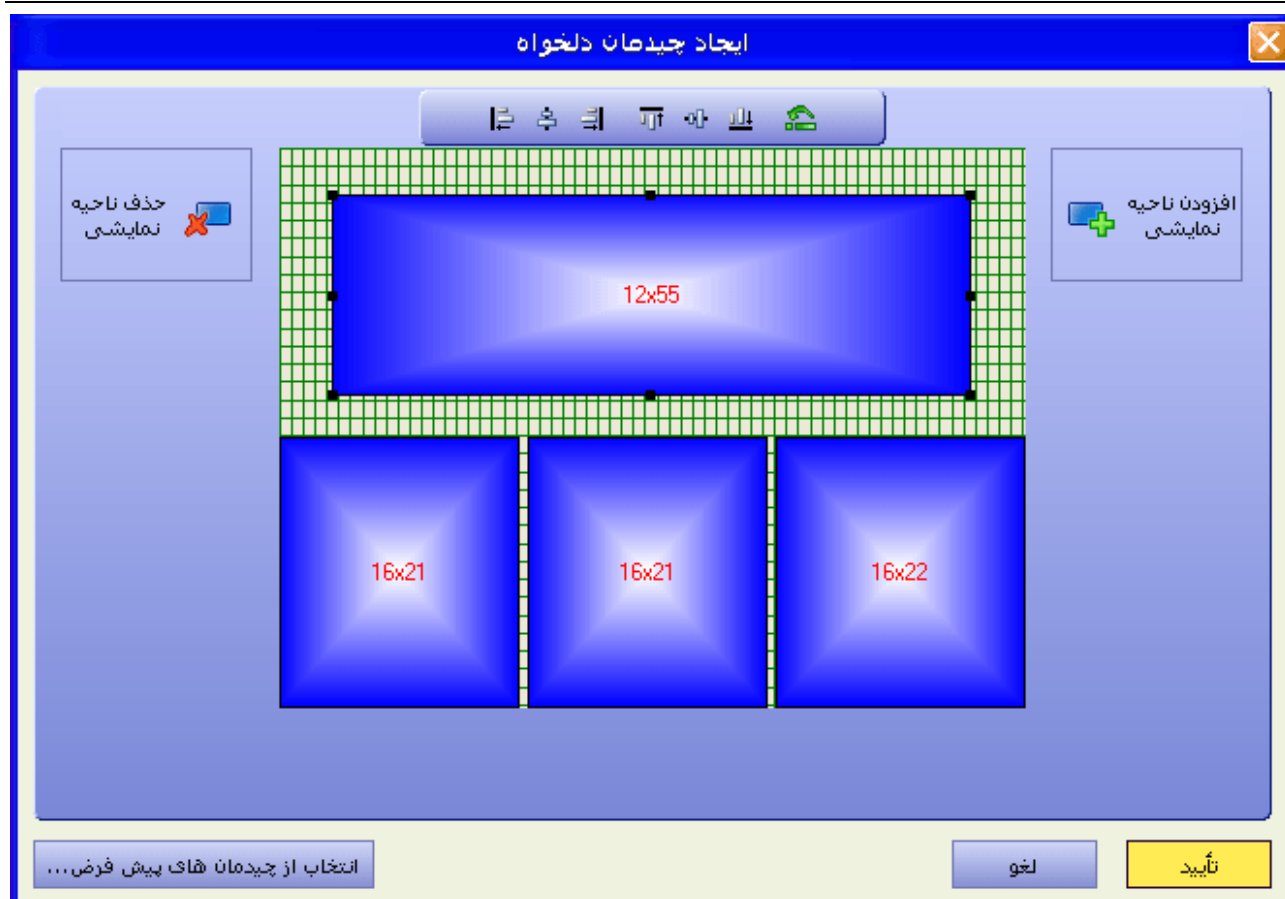 ایجاد چیدمان دلخواه
افزودن ناحیه
نمایشی
حذف ناحیه
نمایشی
12x55
16x21
16x21
16x22
تأیید
لغو
انتخاب از چیدمان های پیش فرض...